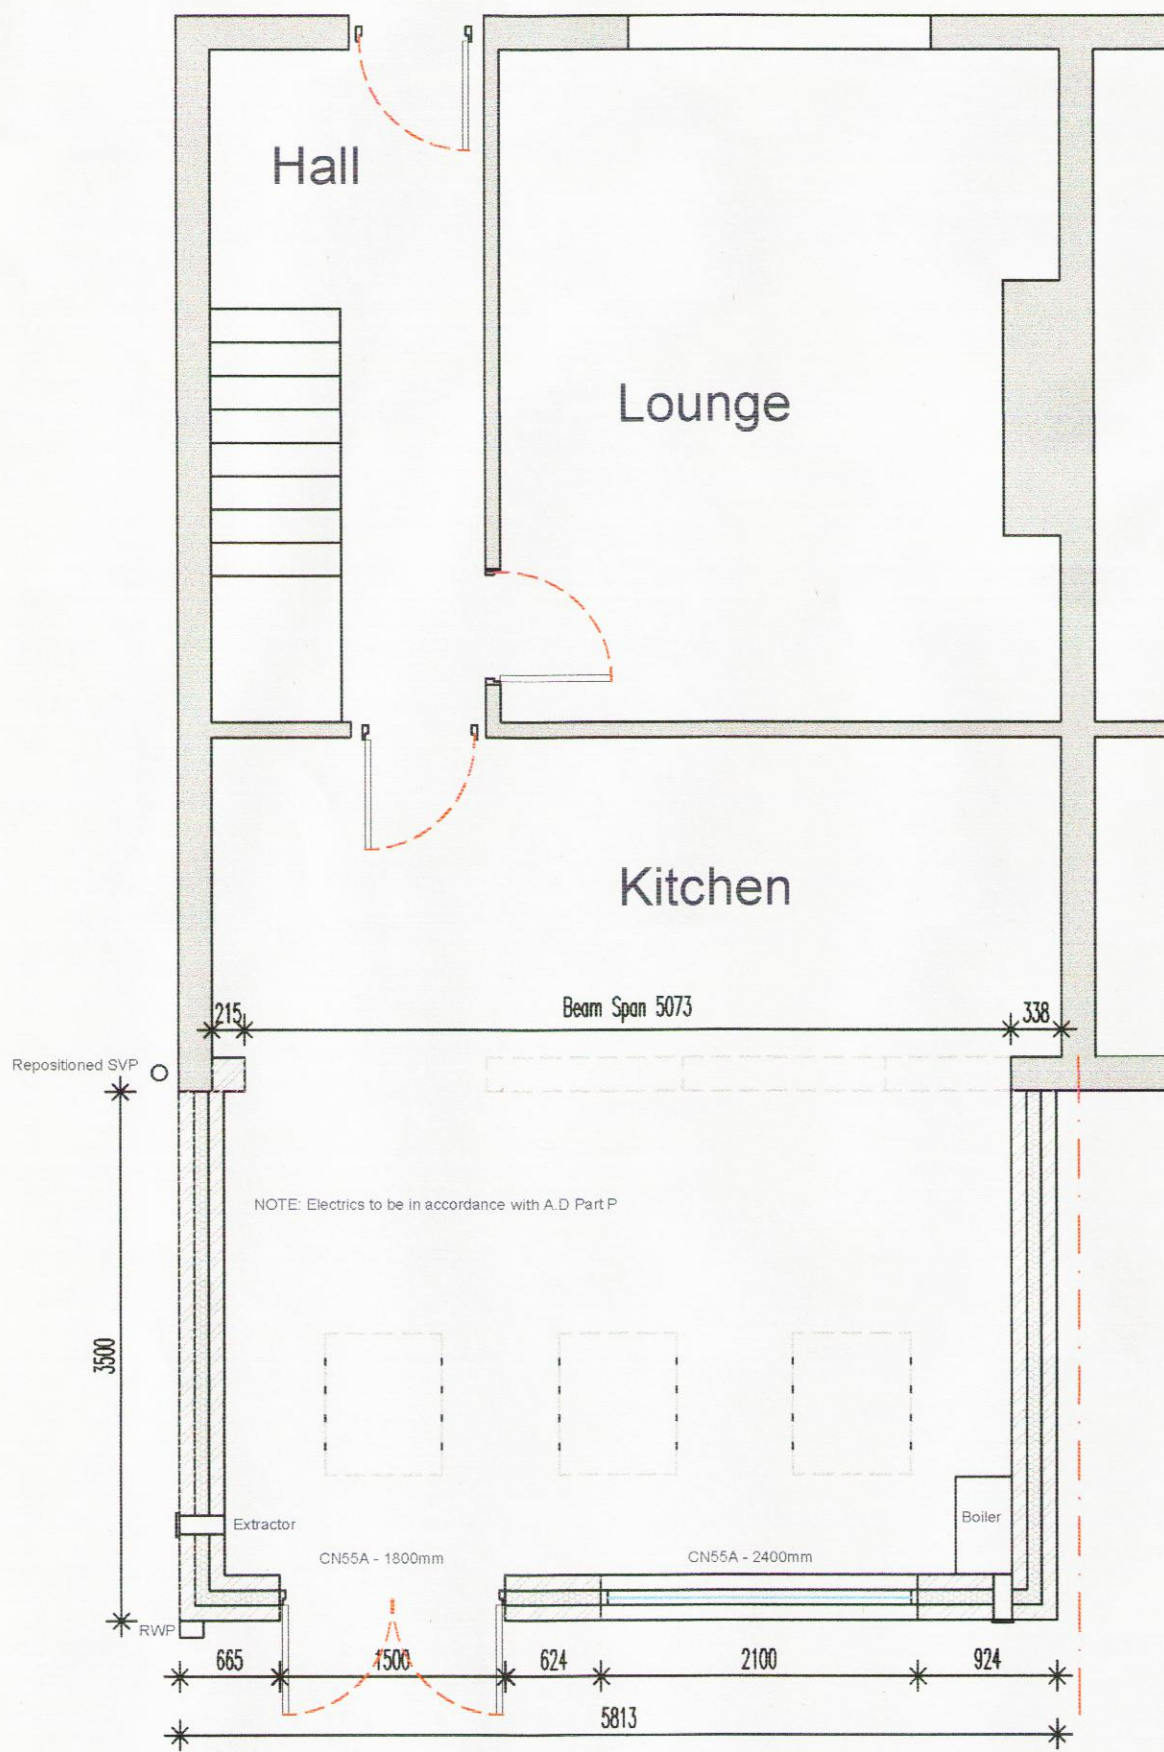 Hall
Lounge
Kitchen
215
Beam Span 5073
338
Repositioned SVP
NOTE: Electrics to be in accordance with A.D Part P
3500
Extractor
Boiler
CN55A - 1800mm
CN55A - 2400mm
RWP
665
1500
624
2100
924
5813